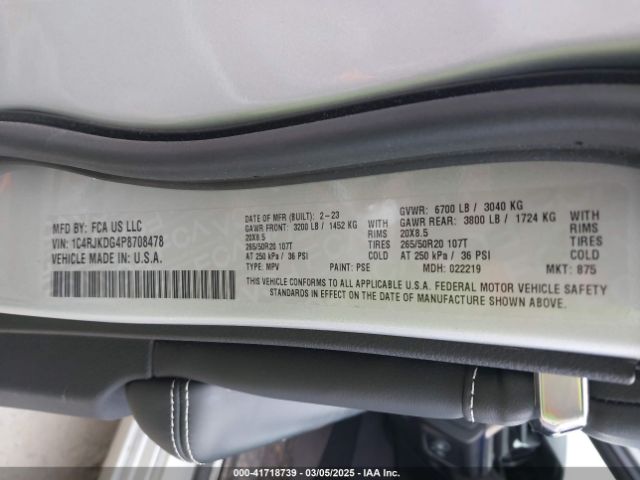 MFD BY: FCA US LLC
VIN: 1C4RJKDG4P8708478
VEHICLE MADE IN U.S.A.
DATE OF MFR (BUILT): 2-23
GAWR FRONT: 3200 LB / 1452 KG
20X8.5
265/50R20 107T TIRES
AT 250 kPa / 36 PSI COLD
TYPE: MPV PAINT: PSE
GVWR: 6700 LB / 3040 KG
GAWR REAR: 3800 LB / 1724 KG
20X8.5
265/50R20 107T TIRES
AT 250 kPa / 36 PSI COLD
MDH: 022219 MKT: 875
THIS VEHICLE CONFORMS TO ALL APPLICABLE U.S.A. FEDERAL MOTOR VEHICLE SAFETY
STANDARDS IN EFFECT ON THE DATE OF MANUFACTURE SHOWN ABOVE.
000-41718739 — 03/05/2025 — IAA Inc.